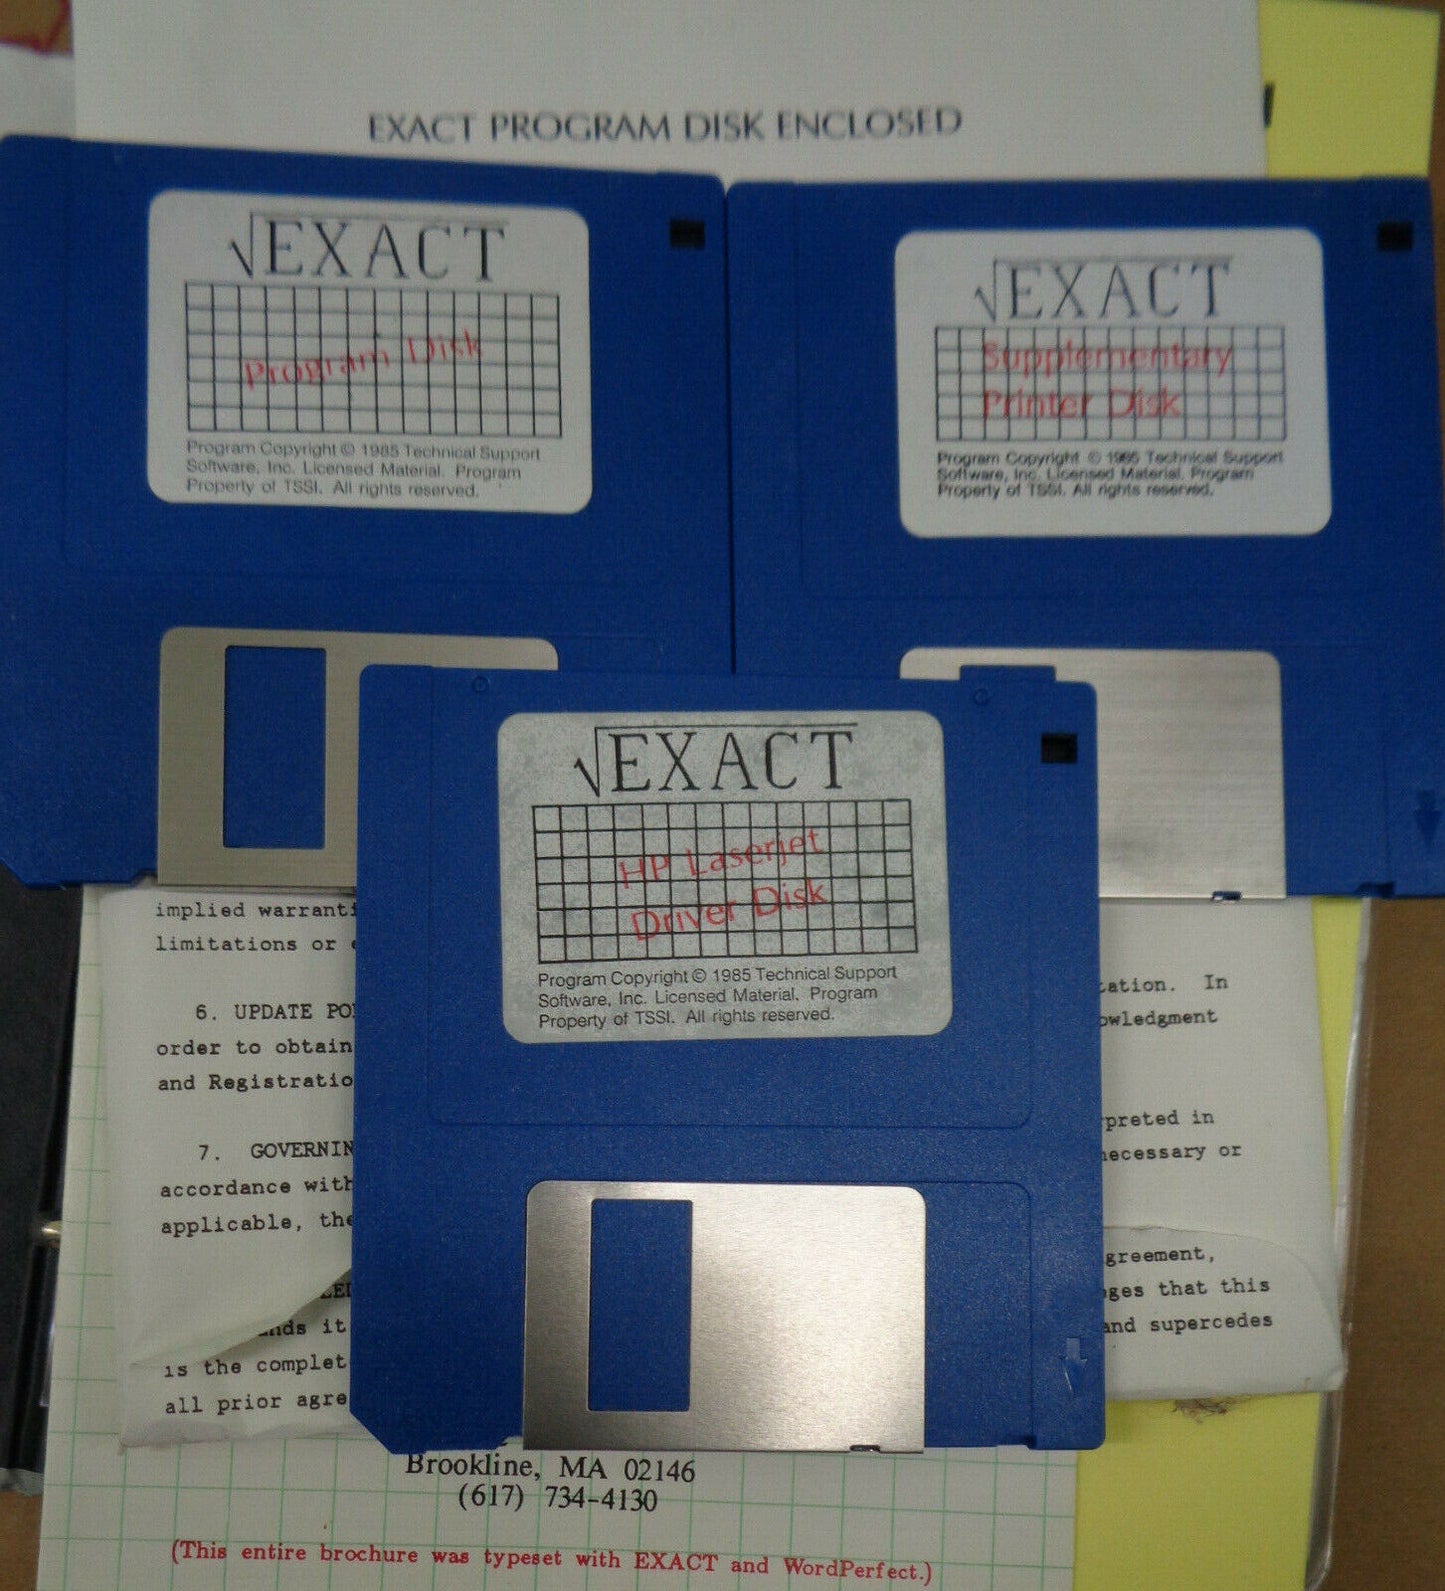 EXACT PROGRAM DISK ENCLOSED
√EXACT
Program Disk
Program Copyright © 1985 Technical Support
Software, Inc. Licensed Material. Program
Property of TSSI. All rights reserved.
√EXACT
Supplementary
Printer Disk
Program Copyright © 1985 Technical Support
Software, Inc. Licensed Material. Program
Property of TSSI. All rights reserved.
√EXACT
HP Laserjet
Driver Disk
Program Copyright © 1985 Technical Support
Software, Inc. Licensed Material. Program
Property of TSSI. All rights reserved.
implied warranti
limitations or
6. UPDATE PO
order to obtain
and Registratio
7. GOVERNIN
accordance with
applicable, the
nds it
is the complet
all prior agre
tation. In
owledgment
rpreted in
necessary or
greement,
ges that this
and supercedes
Brookline, MA 02146
(617) 734-4130
(This entire brochure was typeset with EXACT and WordPerfect.)